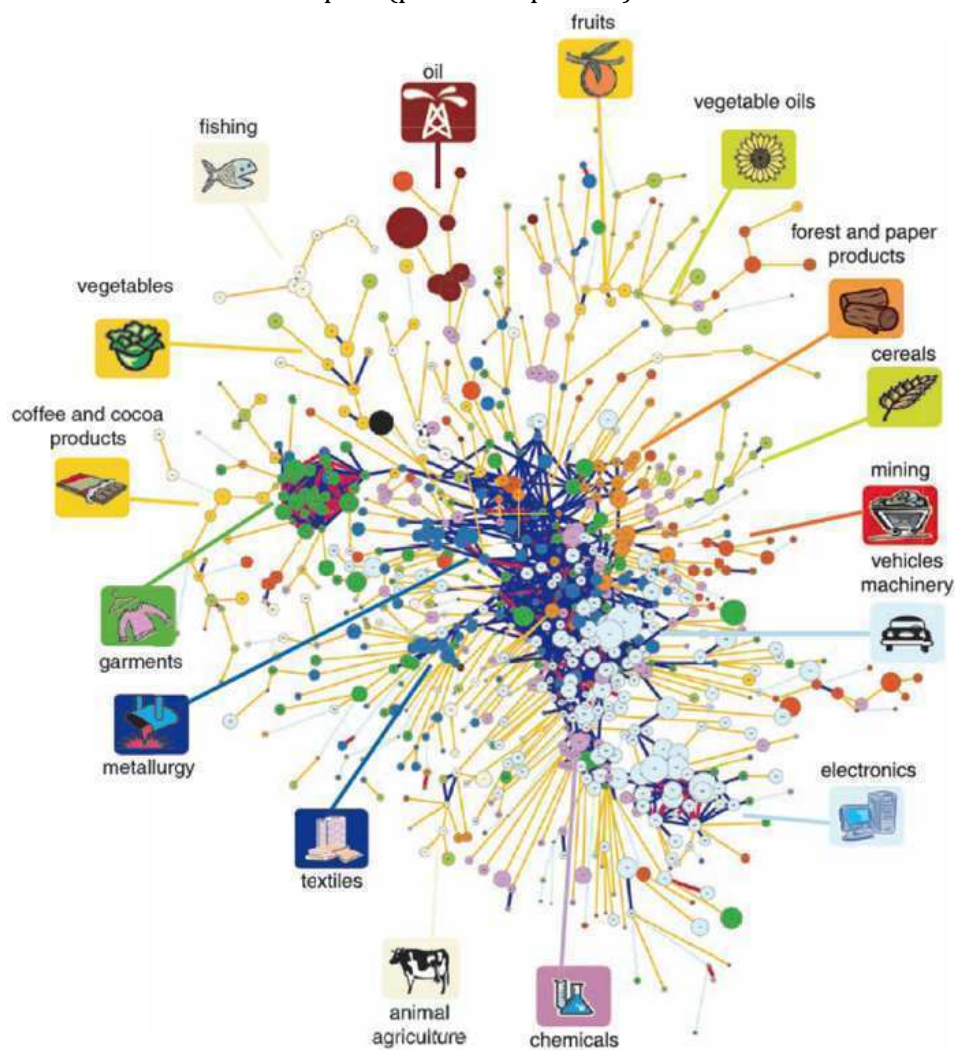 fruits
oil
vegetable oils
fishing
forest and paper
products
vegetables
cereals
coffee and cocoa
products
mining
vehicles
machinery
garments
metallurgy
electronics
textiles
animal
agriculture
chemicals